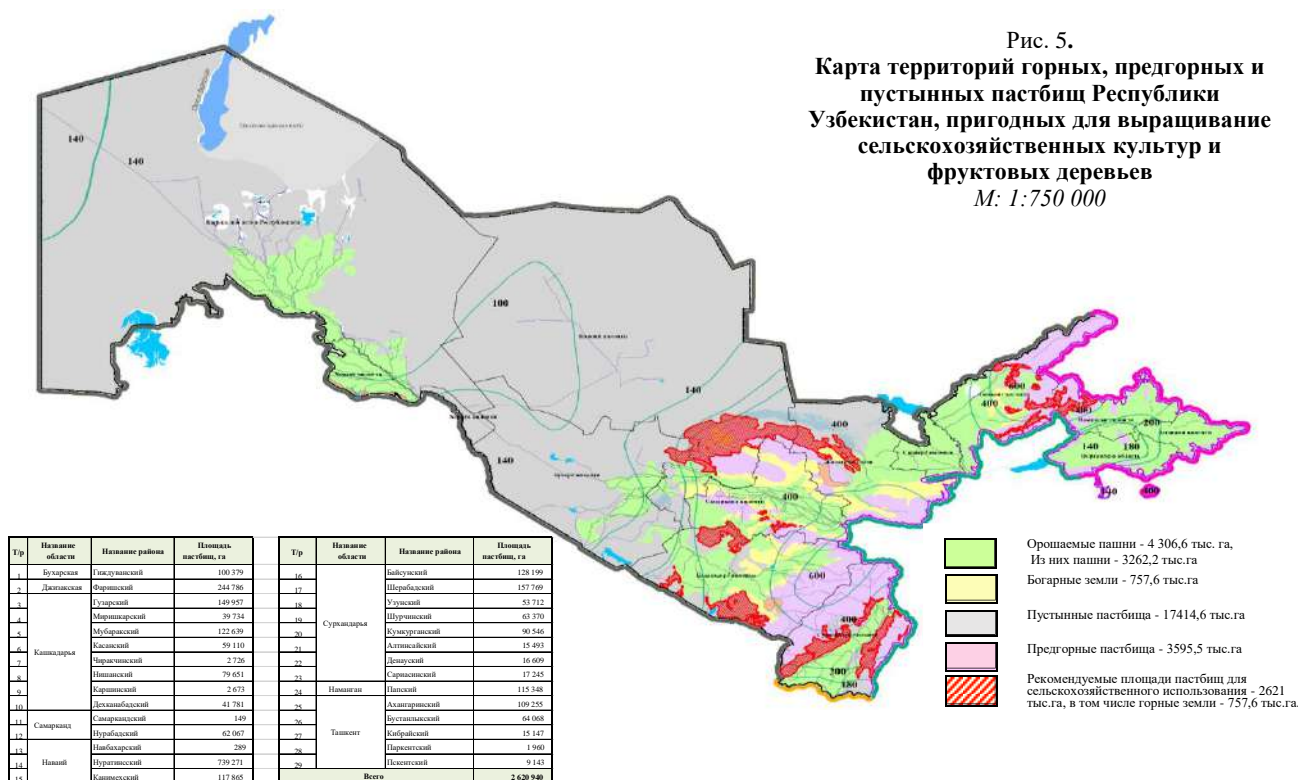 Рис. 5.
Карта территорий горных, предгорных и
пустынных пастбищ Республики
Узбекистан, пригодных для выращивание
сельскохозяйственных культур и
фруктовых деревьев
М: 1:750 000
140
140
100
140
140
400
400
600
400
400
200
140
180
140
400
600
400
200
180
Т/р Название области Название района Площадь пастбищ, га
1 Бухарская Гиждуванский 100 379
2 Джизакская Фаришский 244 786
3 Кашкадарья Гузарский 149 957
4 Миришкарский 39 734
5 Мубаракский 122 639
6 Касанский 59 110
7 Чиракчинский 2 726
8 Нишанский 79 651
9 Каршинский 2 673
10 Дехканабадский 41 781
11 Самарканд Самаркандский 149
12 Нурабадский 62 067
13 Навоий Навбахарский 289
14 Нуратинский 739 271
15 Канимехский 117 865
Т/р Название области Название района Площадь пастбищ, га
16 Сурхандарья Байсунский 128 199
17 Шерабадский 157 769
18 Узунский 53 712
19 Шурчинский 63 370
20 Кумкурганский 90 546
21 Алтинсайский 15 493
22 Денауский 16 609
23 Сариасинский 17 245
24 Наманган Папский 115 348
25 Ташкент Ахангаринский 109 255
26 Бустанлыкский 64 068
27 Кибрайский 15 147
28 Паркентский 1 960
29 Пскентский 9 143
Всего 2 620 940
Орошаемые пашни - 4 306,6 тыс. га,
Из них пашни - 3262,2 тыс.га
Богарные земли - 757,6 тыс.га
Пустынные пастбища - 17414,6 тыс.га
Предгорные пастбища - 3595,5 тыс.га
Рекомендуемые площади пастбищ для
сельскохозяйственного использования - 2621
тыс.га, в том числе горные земли - 757,6 тыс.га.